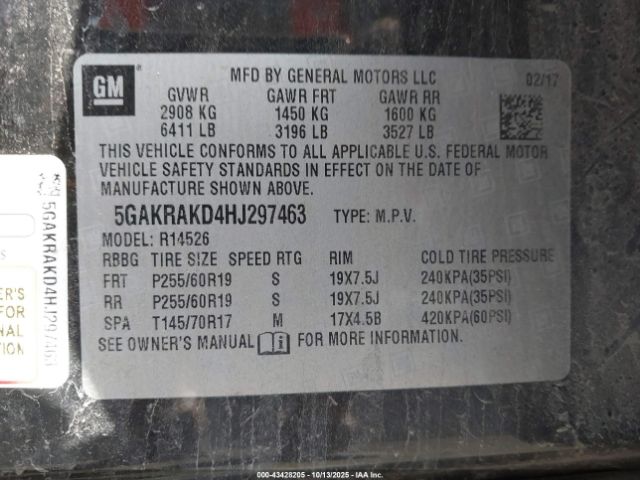 GM
MFD BY GENERAL MOTORS LLC 02/17
GVWR GAWR FRT GAWR RR
2908 KG 1450 KG 1600 KG
6411 LB 3196 LB 3527 LB
THIS VEHICLE CONFORMS TO ALL APPLICABLE U.S. FEDERAL MOTOR
VEHICLE SAFETY STANDARDS IN EFFECT ON THE DATE OF
MANUFACTURE SHOWN ABOVE.
5GAKRAKD4HJ297463 TYPE: M.P.V.
MODEL: R14526
RBBG TIRE SIZE SPEED RTG RIM COLD TIRE PRESSURE
FRT P255/60R19 S 19X7.5J 240KPA(35PSI)
RR P255/60R19 S 19X7.5J 240KPA(35PSI)
SPA T145/70R17 M 17X4.5B 420KPA(60PSI)
SEE OWNER'S MANUAL FOR MORE INFORMATION.
5GAKRAKD4HJ297463
ER'S
FOR
NAL
TION
000-43428205 - 10/13/2025 - © IAA, LLC.